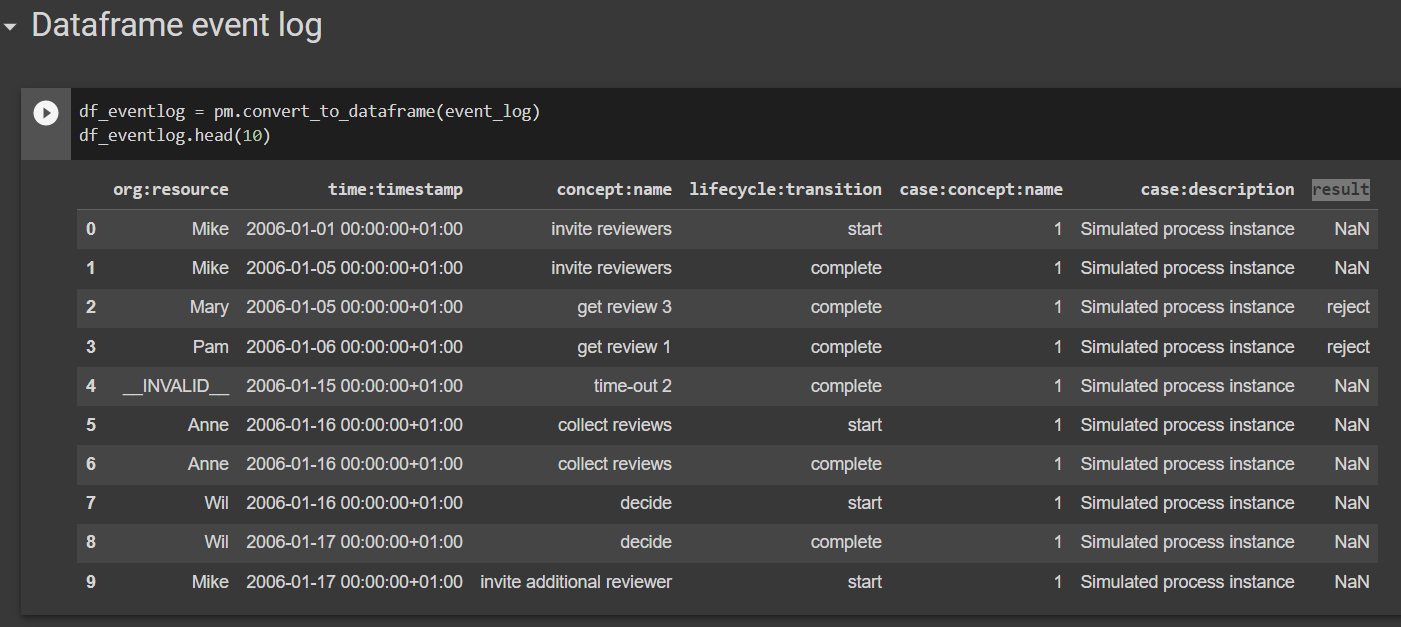 Dataframe event log
df_eventlog = pm.convert_to_dataframe(event_log)
df_eventlog.head(10)
org:resource time:timestamp concept:name lifecycle:transition case:concept:name case:description result
0 Mike 2006-01-01 00:00:00+01:00 invite reviewers start 1 Simulated process instance NaN
1 Mike 2006-01-05 00:00:00+01:00 invite reviewers complete 1 Simulated process instance NaN
2 Mary 2006-01-05 00:00:00+01:00 get review 3 complete 1 Simulated process instance reject
3 Pam 2006-01-06 00:00:00+01:00 get review 1 complete 1 Simulated process instance reject
4 __INVALID__ 2006-01-15 00:00:00+01:00 time-out 2 complete 1 Simulated process instance NaN
5 Anne 2006-01-16 00:00:00+01:00 collect reviews start 1 Simulated process instance NaN
6 Anne 2006-01-16 00:00:00+01:00 collect reviews complete 1 Simulated process instance NaN
7 Wil 2006-01-16 00:00:00+01:00 decide start 1 Simulated process instance NaN
8 Wil 2006-01-17 00:00:00+01:00 decide complete 1 Simulated process instance NaN
9 Mike 2006-01-17 00:00:00+01:00 invite additional reviewer start 1 Simulated process instance NaN